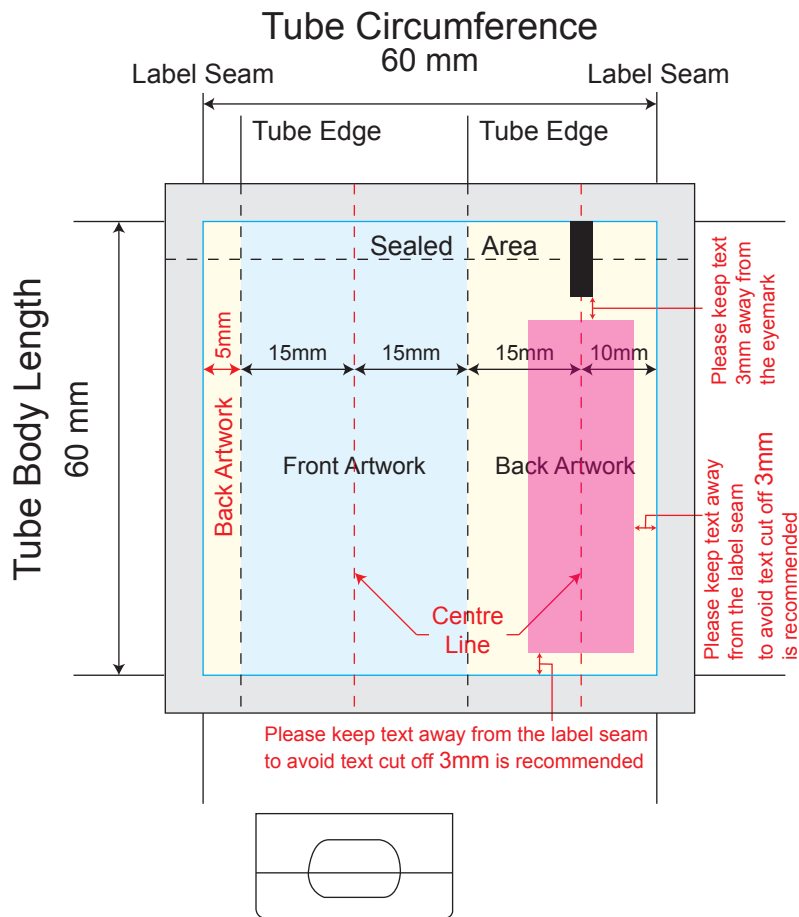 Tube Circumference
60 mm
Label Seam
Label Seam
Tube Edge
Tube Edge
Sealed Area
Please keep text
3mm away from
the eyemark
5mm
15mm
15mm
15mm
10mm
Tube Body Length
60 mm
Back Artwork
Front Artwork
Back Artwork
Please keep text away
from the label seam
to avoid text cut off 3mm
is recommended
Centre
Line
Please keep text away from the label seam
to avoid text cut off 3mm is recommended